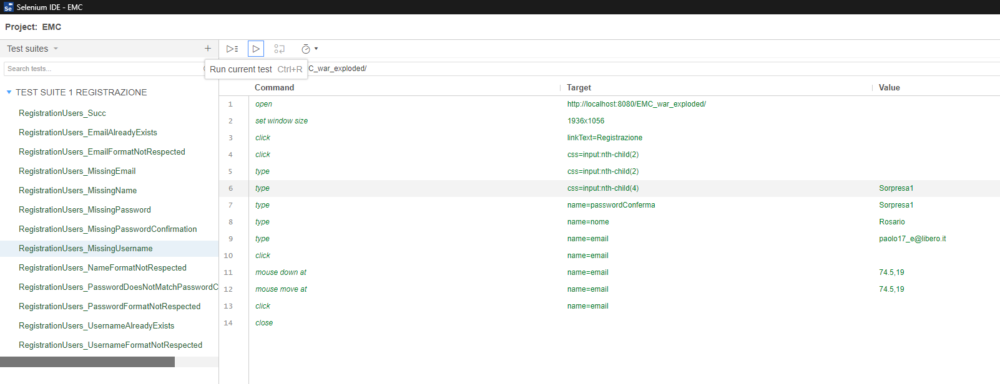 Selenium IDE - EMC
Project: EMC
Test suites
+
Run current test Ctrl+R
C_war_exploded/
Search tests...
Command Target Value
TEST SUITE 1 REGISTRAZIONE
RegistrationUsers_Succ
RegistrationUsers_EmailAlreadyExists
RegistrationUsers_EmailFormatNotRespected
RegistrationUsers_MissingEmail
RegistrationUsers_MissingName
RegistrationUsers_MissingPassword
RegistrationUsers_MissingPasswordConfirmation
RegistrationUsers_MissingUsername
RegistrationUsers_NameFormatNotRespected
RegistrationUsers_PasswordDoesNotMatchPasswordC
RegistrationUsers_PasswordFormatNotRespected
RegistrationUsers_UsernameAlreadyExists
RegistrationUsers_UsernameFormatNotRespected
1 open http://localhost:8080/EMC_war_exploded/
2 set window size 1936x1056
3 click linkText=Registrazione
4 click css=input:nth-child(2)
5 type css=input:nth-child(2)
6 type css=input:nth-child(4) Sorpresa1
7 type name=passwordConferma Sorpresa1
8 type name=nome Rosario
9 type name=email paolo17_e@libero.it
10 click name=email
11 mouse down at name=email 74.5,19
12 mouse move at name=email 74.5,19
13 click name=email
14 close